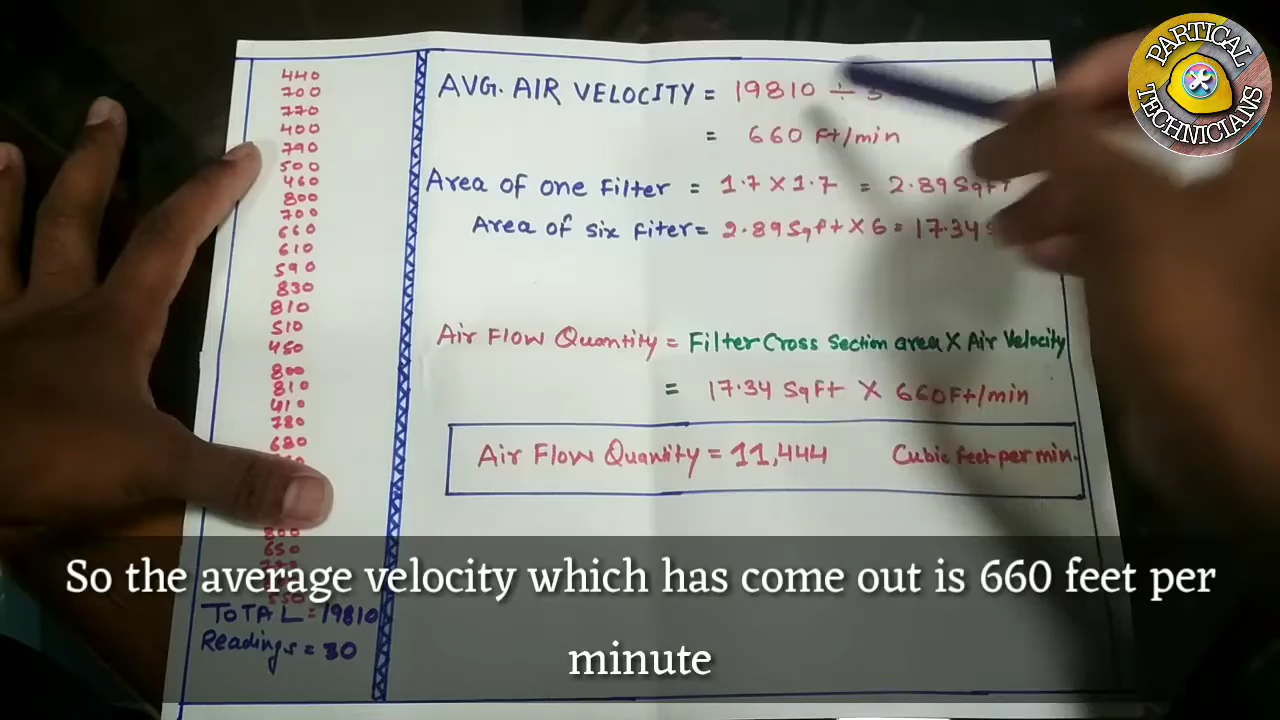 440
700
770
400
790
500
460
800
700
660
610
590
830
810
510
450
800
810
410
780
680
800
650
550
TOTAL = 19810
Readings = 30
AVG. AIR VELOCITY = 19810 ÷
= 660 Ft/min
Area of one Filter = 1.7 X 1.7 = 2.89 SqFt
Area of six fiter = 2.89 Sqft X 6 = 17.34
Air Flow Quantity = Filter Cross Section area X Air Velocity
= 17.34 SqFt X 660 Ft/min
Air Flow Quantity = 11,444 Cubic feet per min.
PARTICAL
TECHNICIANS
So the average velocity which has come out is 660 feet per
minute